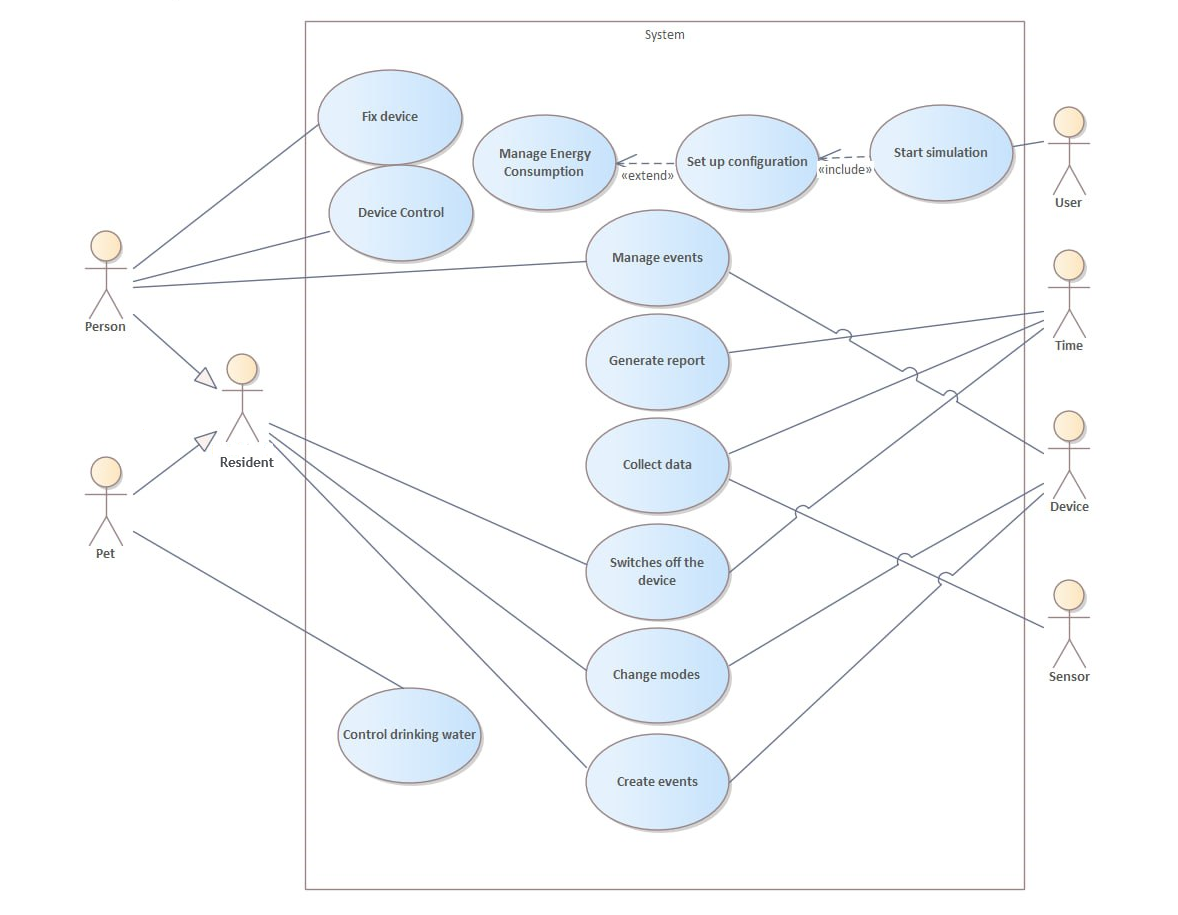 System
Fix device
Manage Energy
Consumption
«extend»
Set up configuration
«include»
Start simulation
User
Device Control
Person
Manage events
Time
Generate report
Resident
Collect data
Device
Pet
Switches off the
device
Sensor
Change modes
Control drinking water
Create events